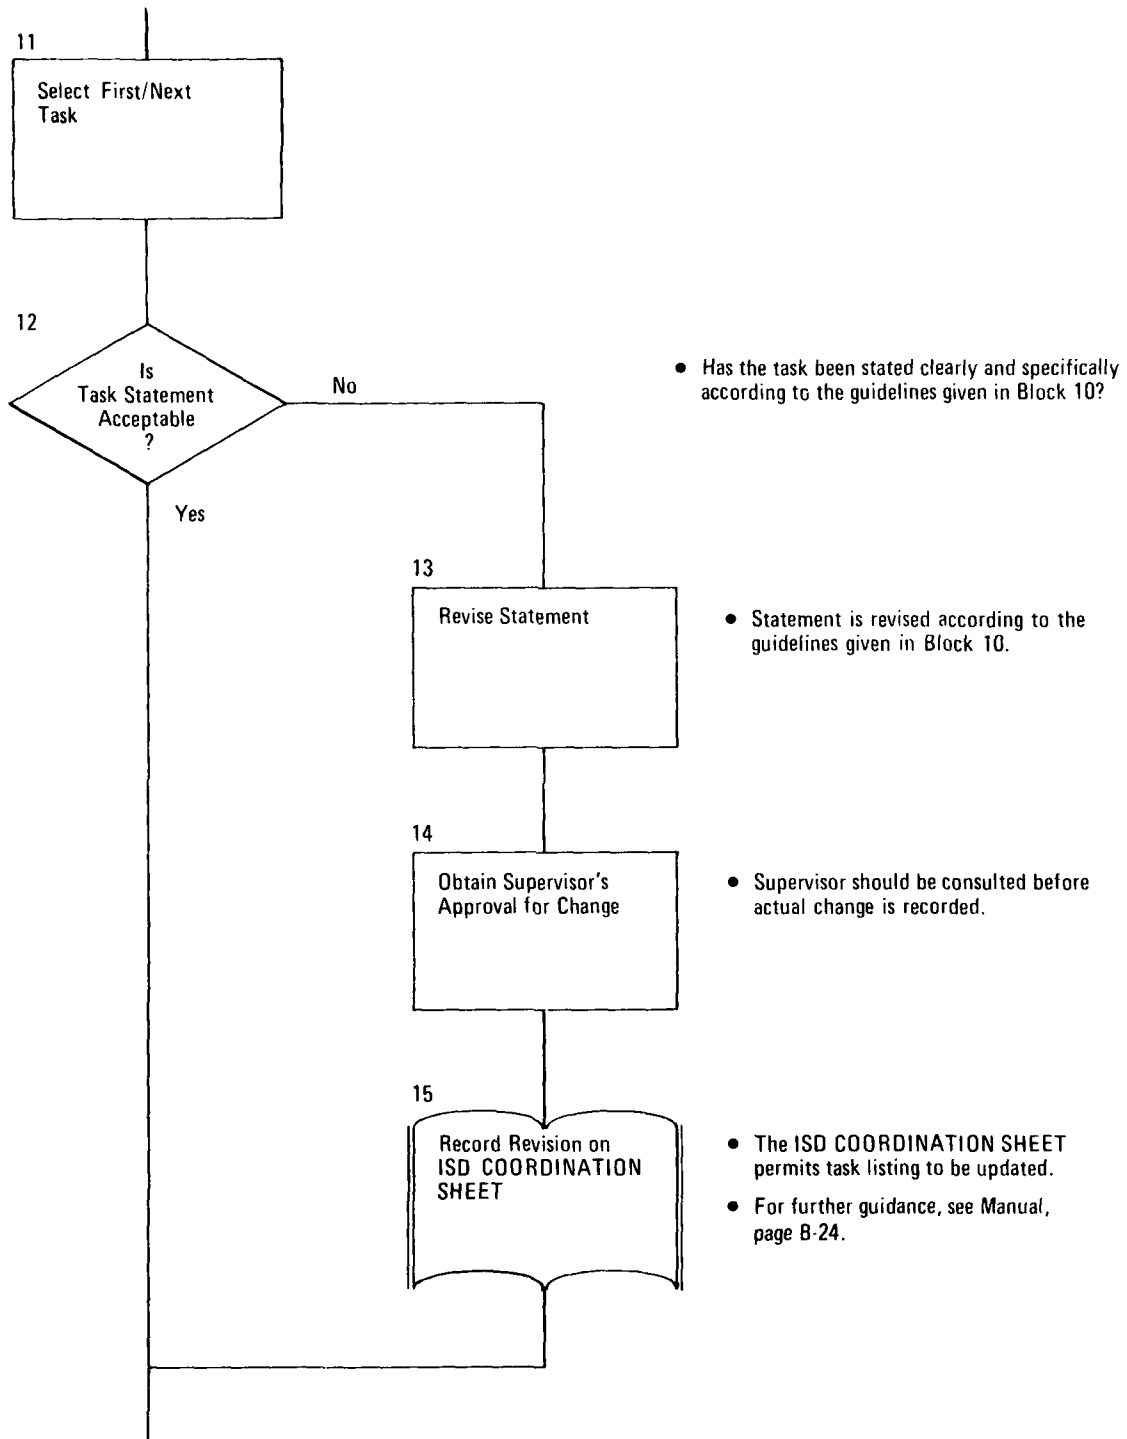 11
Select First/Next
Task
12
Is
Task Statement
Acceptable
?
No
Yes
• Has the task been stated clearly and specifically
according to the guidelines given in Block 10?
13
Revise Statement
• Statement is revised according to the
guidelines given in Block 10.
14
Obtain Supervisor's
Approval for Change
• Supervisor should be consulted before
actual change is recorded.
15
Record Revision on
ISD COORDINATION
SHEET
• The ISD COORDINATION SHEET
permits task listing to be updated.
• For further guidance, see Manual,
page B-24.